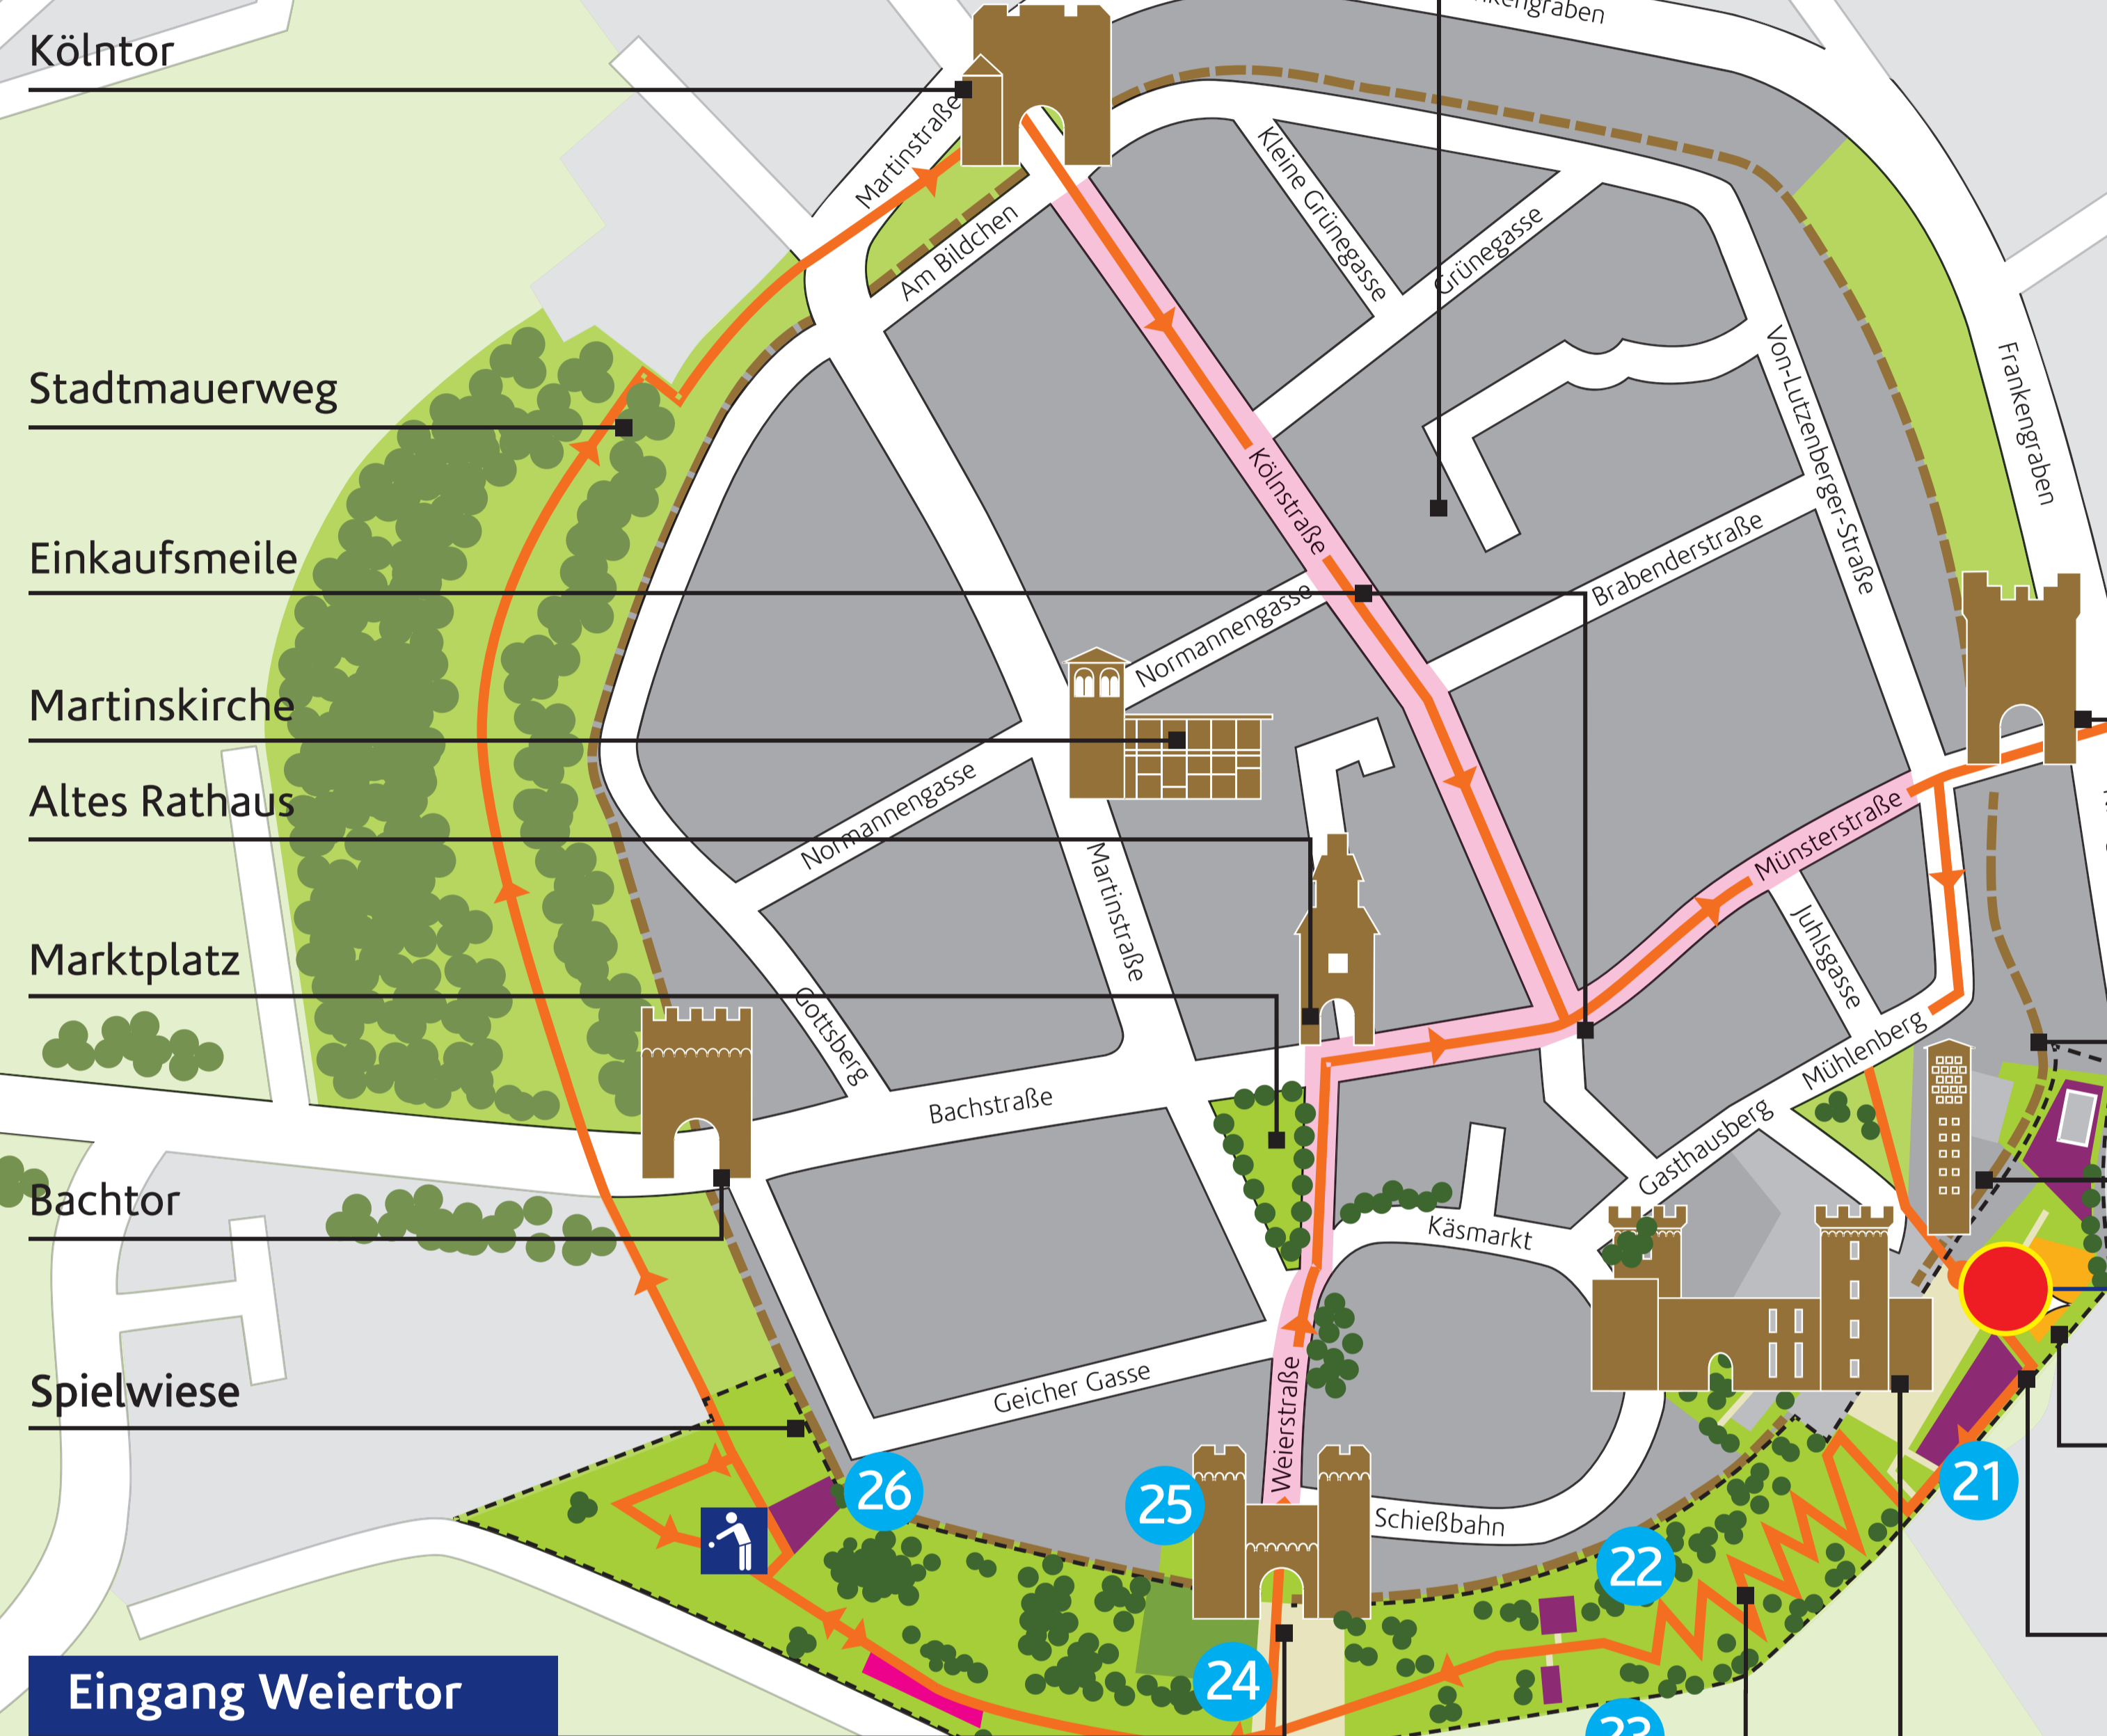 Kölntor
Stadtmauerweg
Einkaufsmeile
Martinskirche
Altes Rathaus
Marktplatz
Bachtor
Spielwiese
Eingang Weiertor
Martinstraße
Am Bildchen
Kleine Grünegasse
Grünegasse
Frankengraben
Von-Lutzenberger-Straße
Kölnstraße
Brabenderstraße
Normannengasse
Normannengasse
Martinstraße
Münsterstraße
Juhlsgasse
Mühlenberg
Gottsberg
Bachstraße
Gasthausberg
Käsmarkt
Geicher Gasse
Weierstraße
Schießbahn
26
25
24
22
21
23